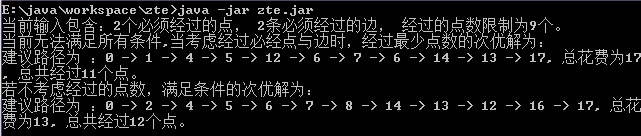 E:\java\workspace\zte>java -jar zte.jar
当前输入包含：2个必须经过的点， 2条必须经过的边， 经过的点数限制为9个。
当前无法满足所有条件,当考虑必经点与边时，经过最少点数的次优解为：
建议路径为 ：0 -> 1 -> 4 -> 5 -> 12 -> 6 -> 7 -> 6 -> 14 -> 13 -> 17, 总花费为17
, 总共经过11个点。
若不考虑经过的点数，满足条件的次优解为：
建议路径为 ：0 -> 2 -> 4 -> 5 -> 6 -> 7 -> 8 -> 14 -> 13 -> 12 -> 16 -> 17, 总花
费为13, 总共经过12个点。